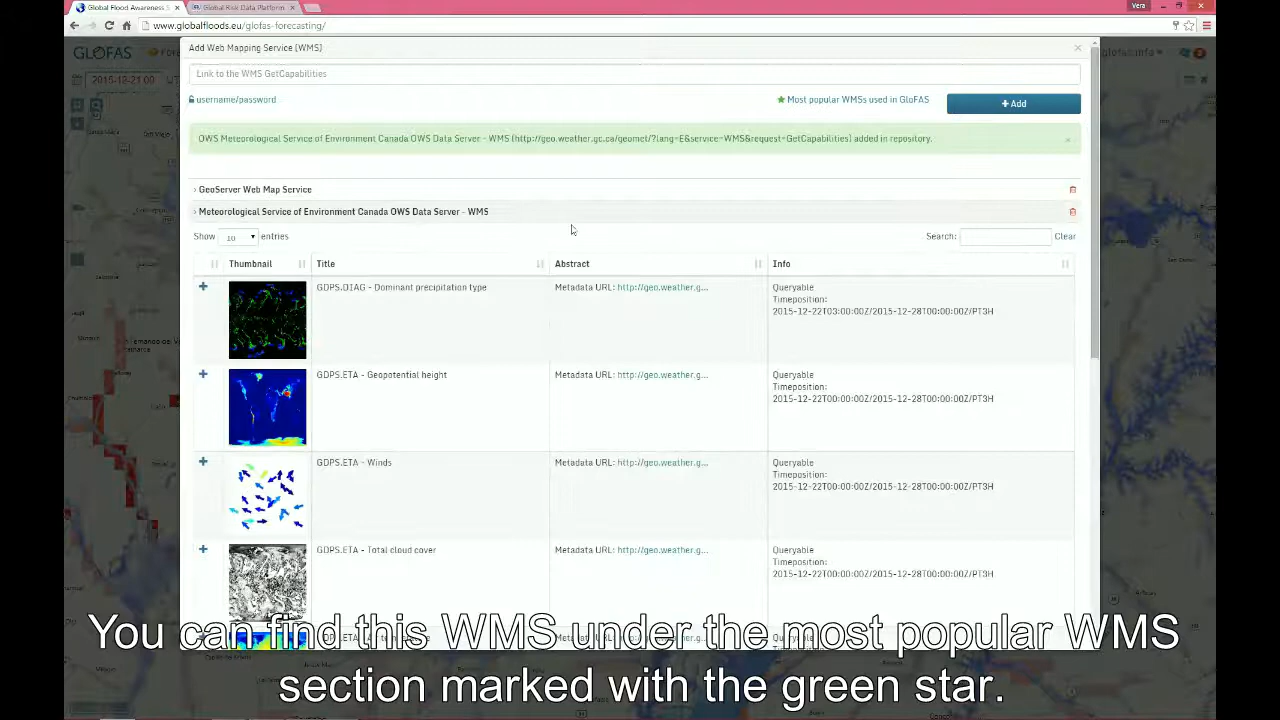 Global Flood Awareness S
Global Risk Data Platform
Vera
www.globalfloods.eu/glofas-forecasting/
GLOFAS
2015-12-21 00
Add Web Mapping Service (WMS)
Link to the WMS GetCapabilities
username/password
Most popular WMSs used in GloFAS
+ Add
OWS Meteorological Service of Environment Canada OWS Data Server - WMS (http://geo.weather.gc.ca/geomet/?lang=E&service=WMS&request=GetCapabilities) added in repository.
› GeoServer Web Map Service
› Meteorological Service of Environment Canada OWS Data Server - WMS
Show 10 entries
Search: Clear
Thumbnail Title Abstract Info
GDPS.DIAG - Dominant precipitation type
Metadata URL: http://geo.weather.g...
Queryable
Timeposition:
2015-12-22T03:00:00Z/2015-12-28T00:00:00Z/PT3H
GDPS.ETA - Geopotential height
Metadata URL: http://geo.weather.g...
Queryable
Timeposition:
2015-12-22T00:00:00Z/2015-12-28T00:00:00Z/PT3H
GDPS.ETA - Winds
Metadata URL: http://geo.weather.g...
Queryable
Timeposition:
2015-12-22T00:00:00Z/2015-12-28T00:00:00Z/PT3H
GDPS.ETA - Total cloud cover
Metadata URL: http://geo.weather.g...
Queryable
Timeposition:
2015-12-22T00:00:00Z/2015-12-28T00:00:00Z/PT3H
You can find this WMS under the most popular WMS
section marked with the green star.